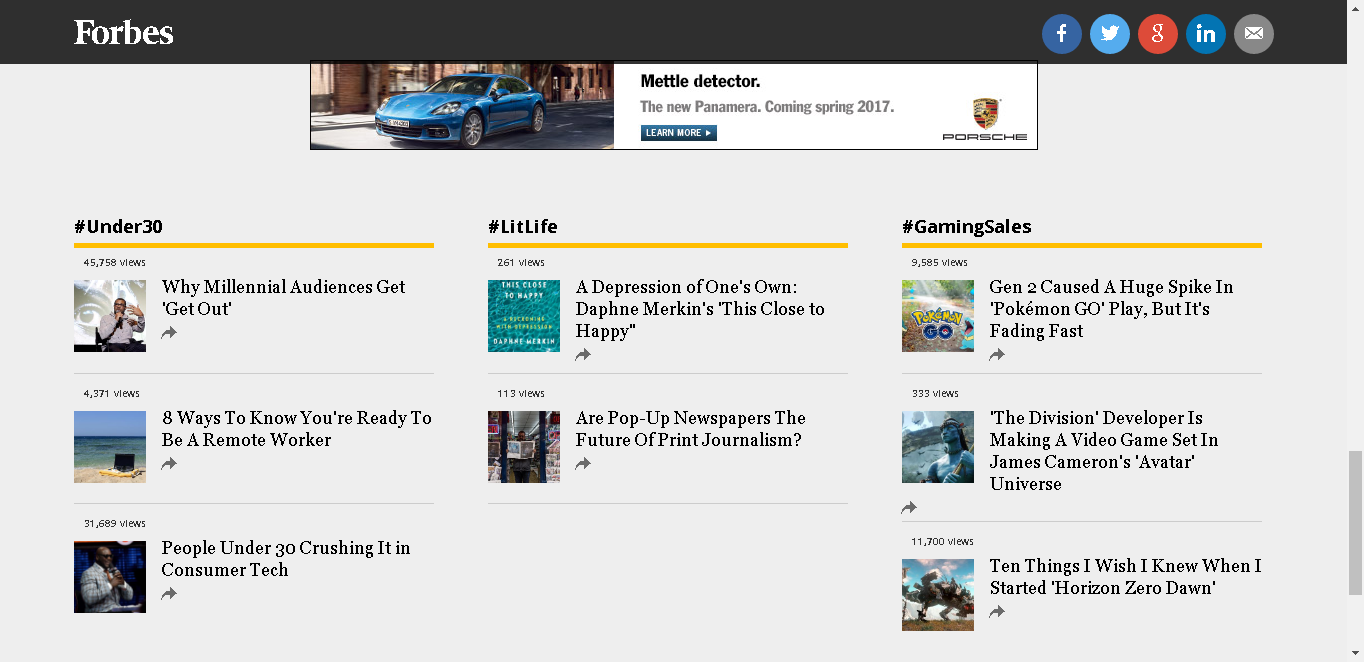 Forbes
Mettle detector.
The new Panamera. Coming spring 2017.
LEARN MORE
PORSCHE
#Under30
45,758 views
Why Millennial Audiences Get
'Get Out'
4,371 views
8 Ways To Know You're Ready To
Be A Remote Worker
31,689 views
People Under 30 Crushing It in
Consumer Tech
#LitLife
261 views
THIS CLOSE
TO HAPPY
A RECKONING
WITH DEPRESSION
DAPHNE MERKIN
A Depression of One's Own:
Daphne Merkin's 'This Close to
Happy"
113 views
Are Pop-Up Newspapers The
Future Of Print Journalism?
#GamingSales
9,585 views
POKÉMON
GO
Gen 2 Caused A Huge Spike In
'Pokémon GO' Play, But It's
Fading Fast
333 views
'The Division' Developer Is
Making A Video Game Set In
James Cameron's 'Avatar'
Universe
11,700 views
Ten Things I Wish I Knew When I
Started 'Horizon Zero Dawn'